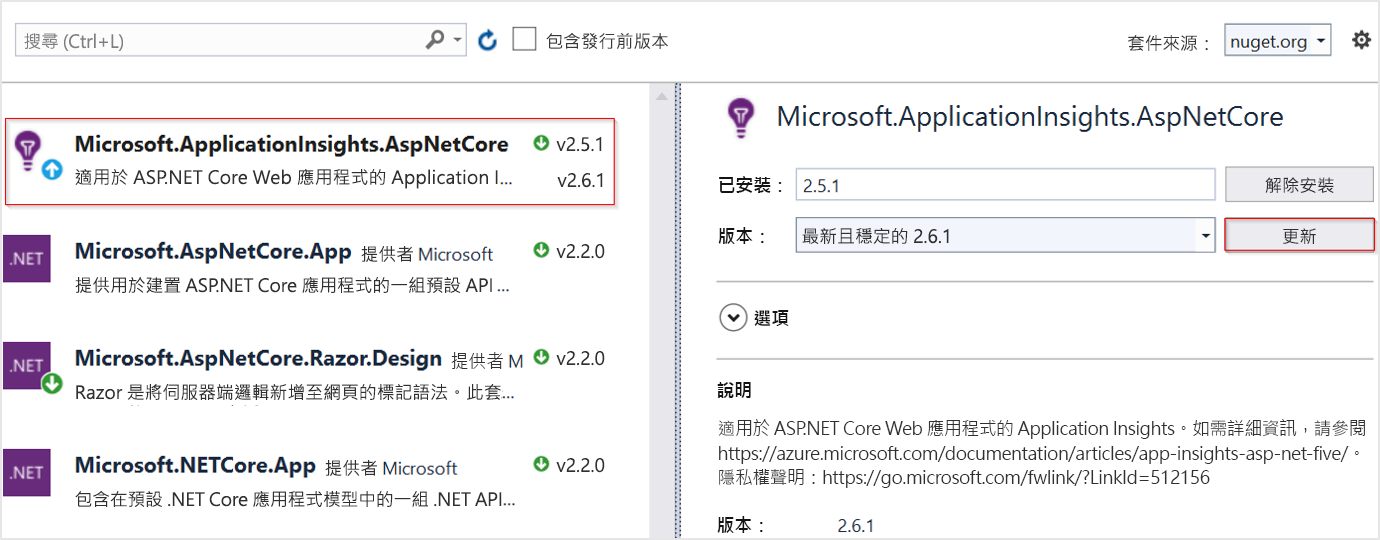 搜尋 (Ctrl+L)
包含發行前版本
套件來源：
nuget.org
Microsoft.ApplicationInsights.AspNetCore
v2.5.1
適用於 ASP.NET Core Web 應用程式的 Application I...
v2.6.1
.NET
Microsoft.AspNetCore.App 提供者 Microsoft
v2.2.0
提供用於建置 ASP.NET Core 應用程式的一組預設 API ...
.NET
Microsoft.AspNetCore.Razor.Design 提供者 M
v2.2.0
Razor 是將伺服器端邏輯新增至網頁的標記語法。此套...
.NET
Microsoft.NETCore.App 提供者 Microsoft
v2.2.0
包含在預設 .NET Core 應用程式模型中的一組 .NET API...
Microsoft.ApplicationInsights.AspNetCore
已安裝：
2.5.1
解除安裝
版本：
最新且穩定的 2.6.1
更新
選項
說明
適用於 ASP.NET Core Web 應用程式的 Application Insights。如需詳細資訊，請參閱
https://azure.microsoft.com/documentation/articles/app-insights-asp-net-five/。
隱私權聲明：https://go.microsoft.com/fwlink/?LinkId=512156
版本：
2.6.1